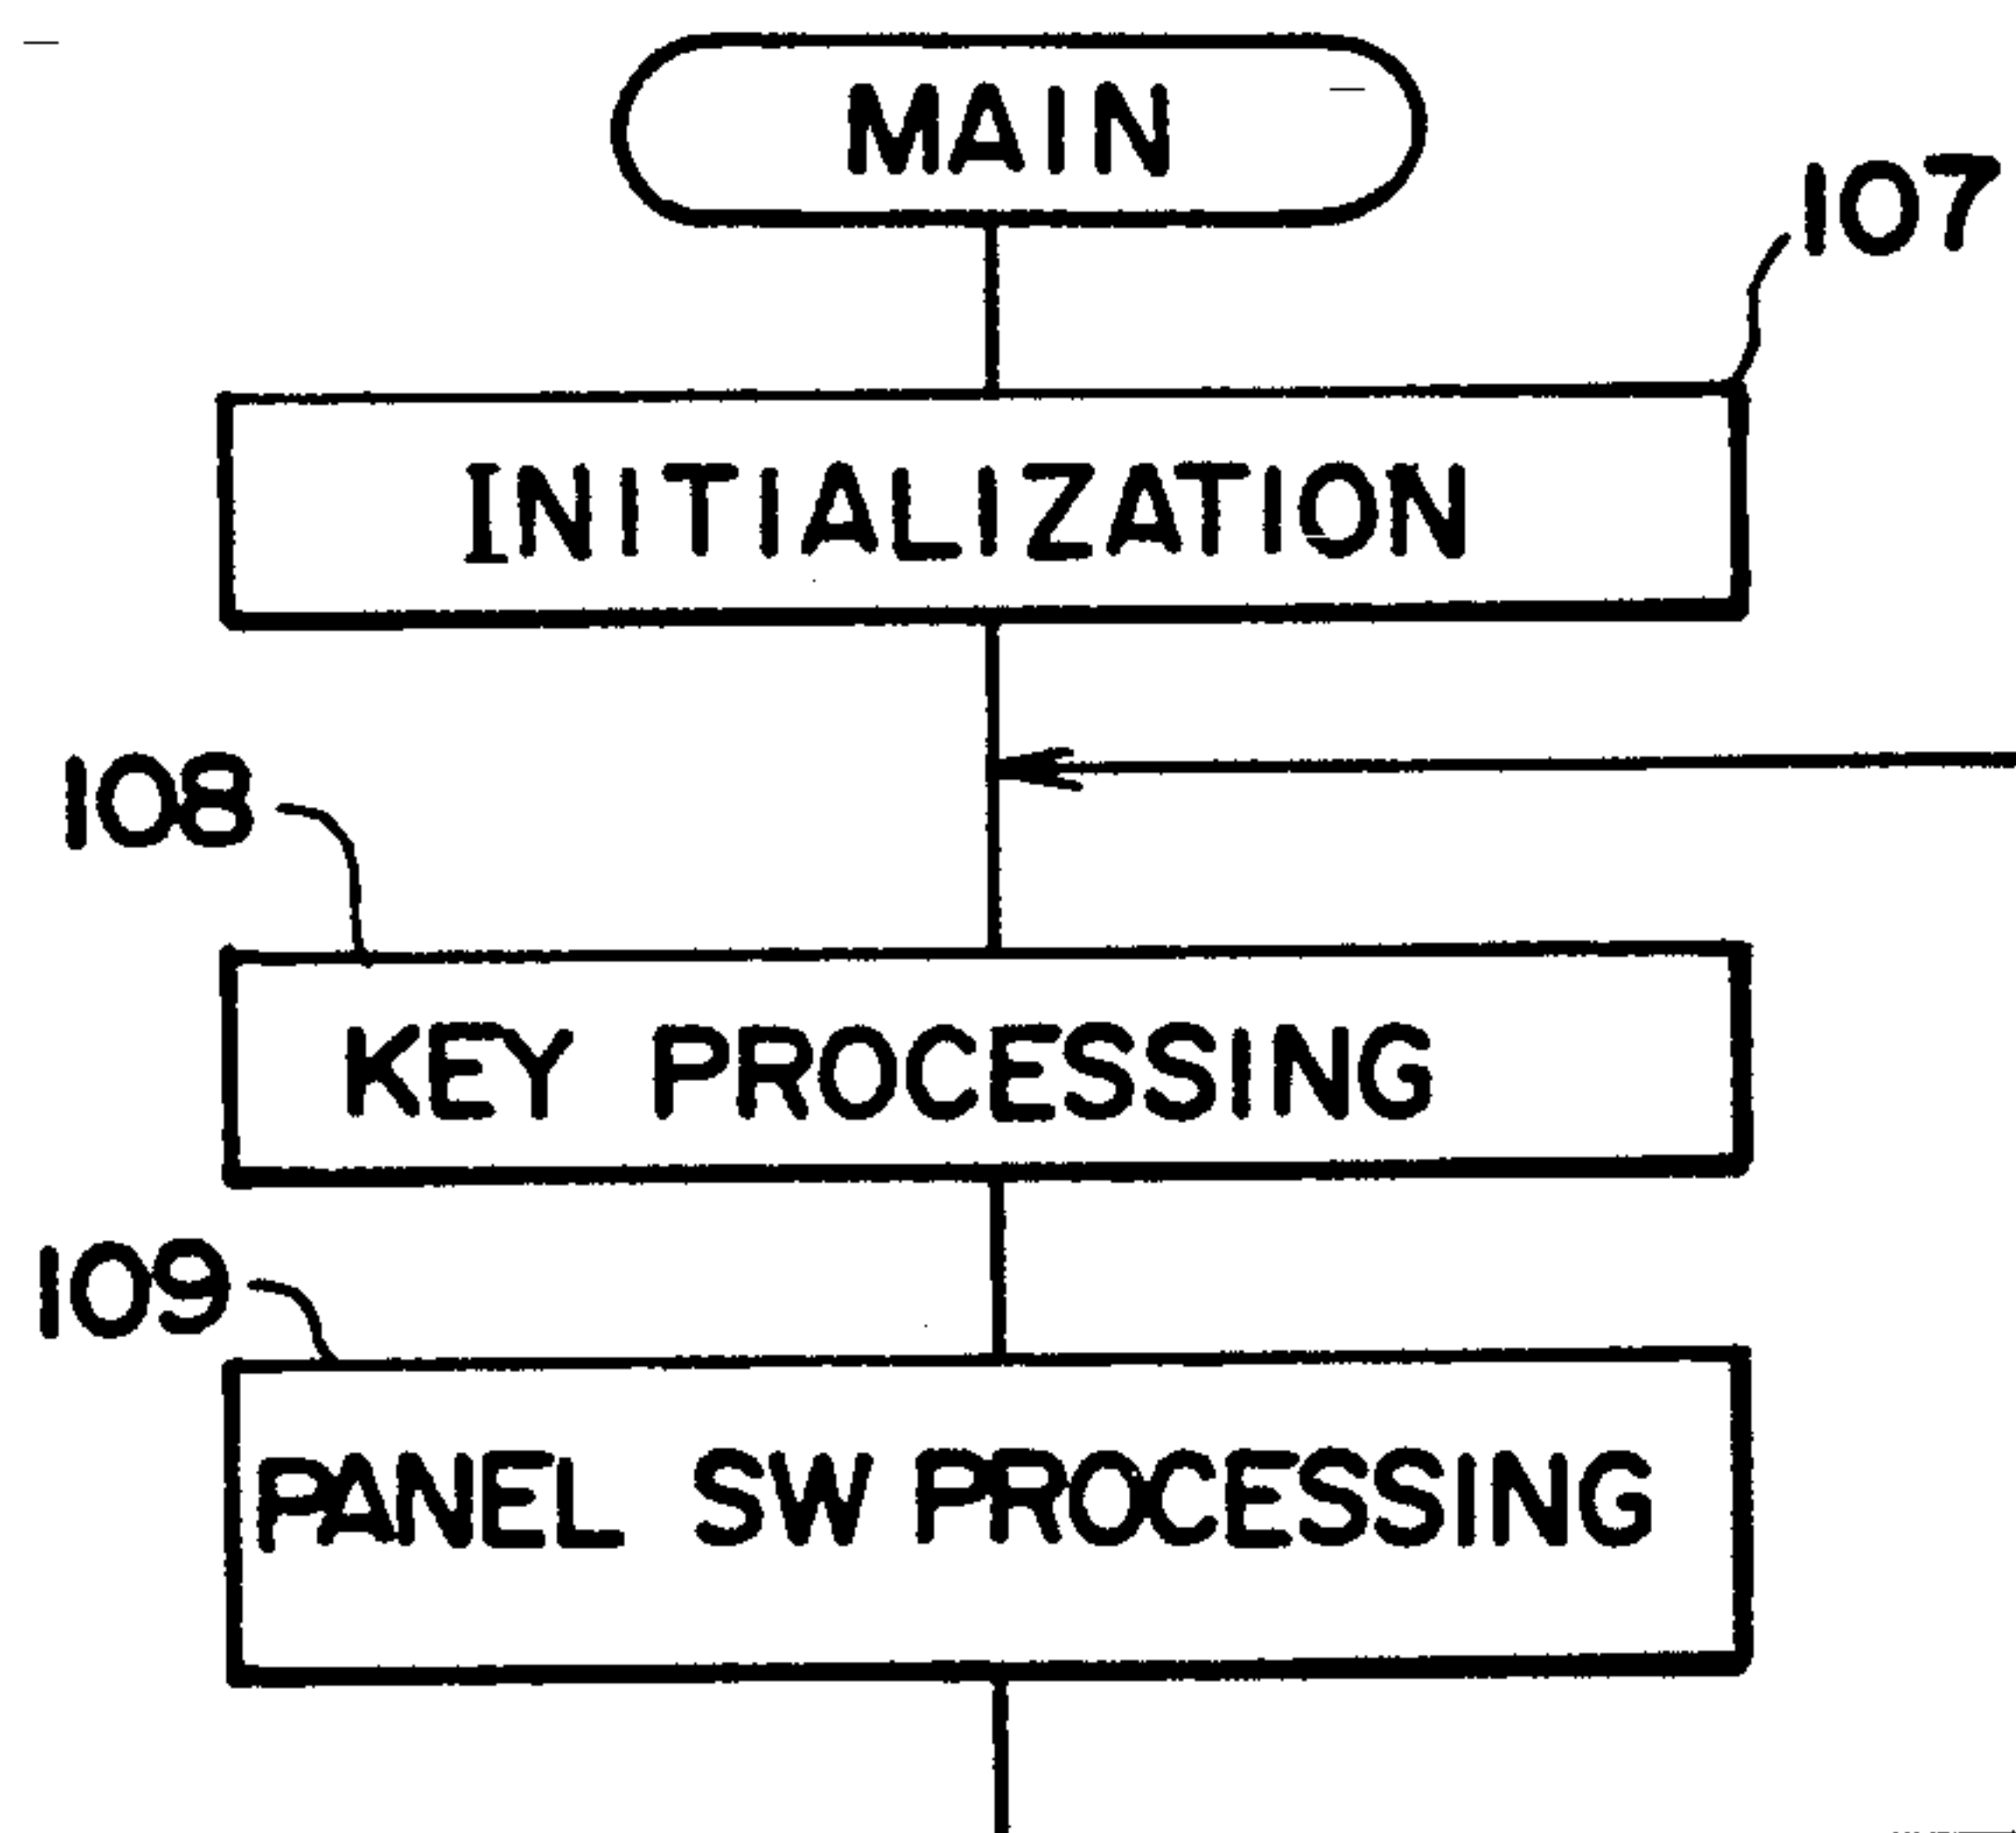 MAIN
107
INITIALIZATION
108
KEY PROCESSING
109
PANEL SW PROCESSING